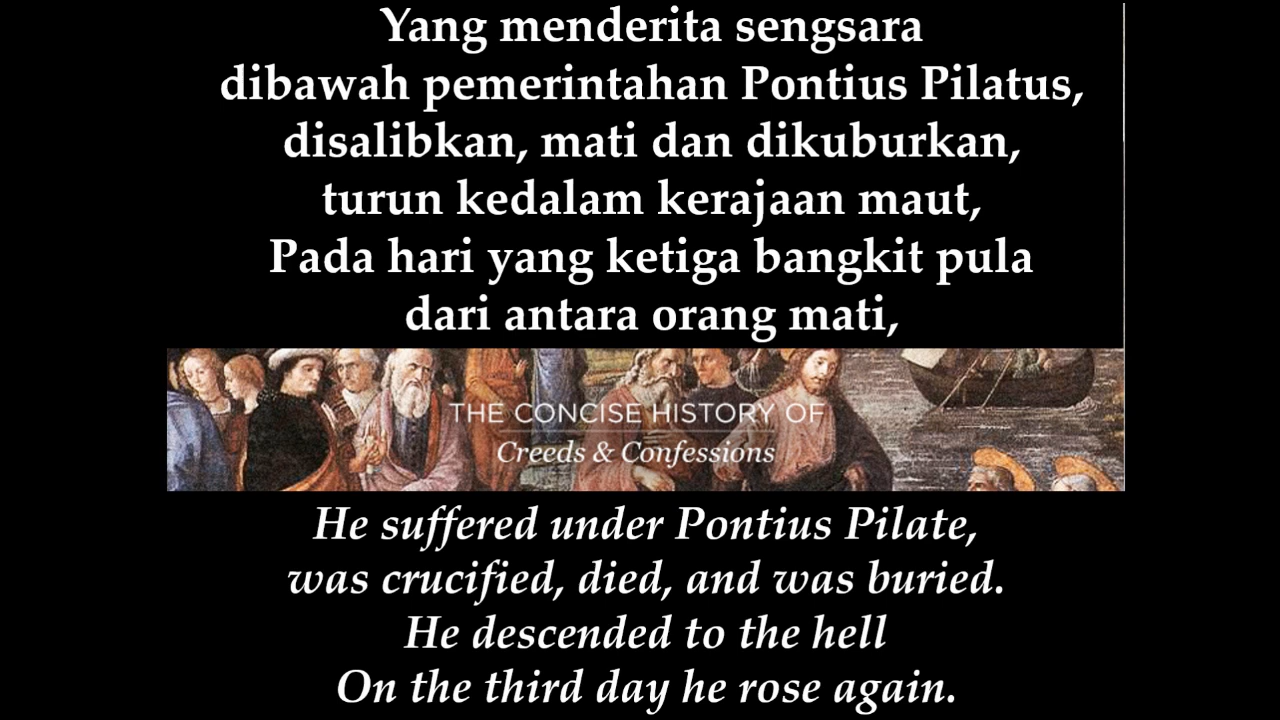 Yang menderita sengsara
dibawah pemerintahan Pontius Pilatus,
disalibkan, mati dan dikuburkan,
turun kedalam kerajaan maut,
Pada hari yang ketiga bangkit pula
dari antara orang mati,
THE CONCISE HISTORY OF
Creeds & Confessions
He suffered under Pontius Pilate,
was crucified, died, and was buried.
He descended to the hell
On the third day he rose again.